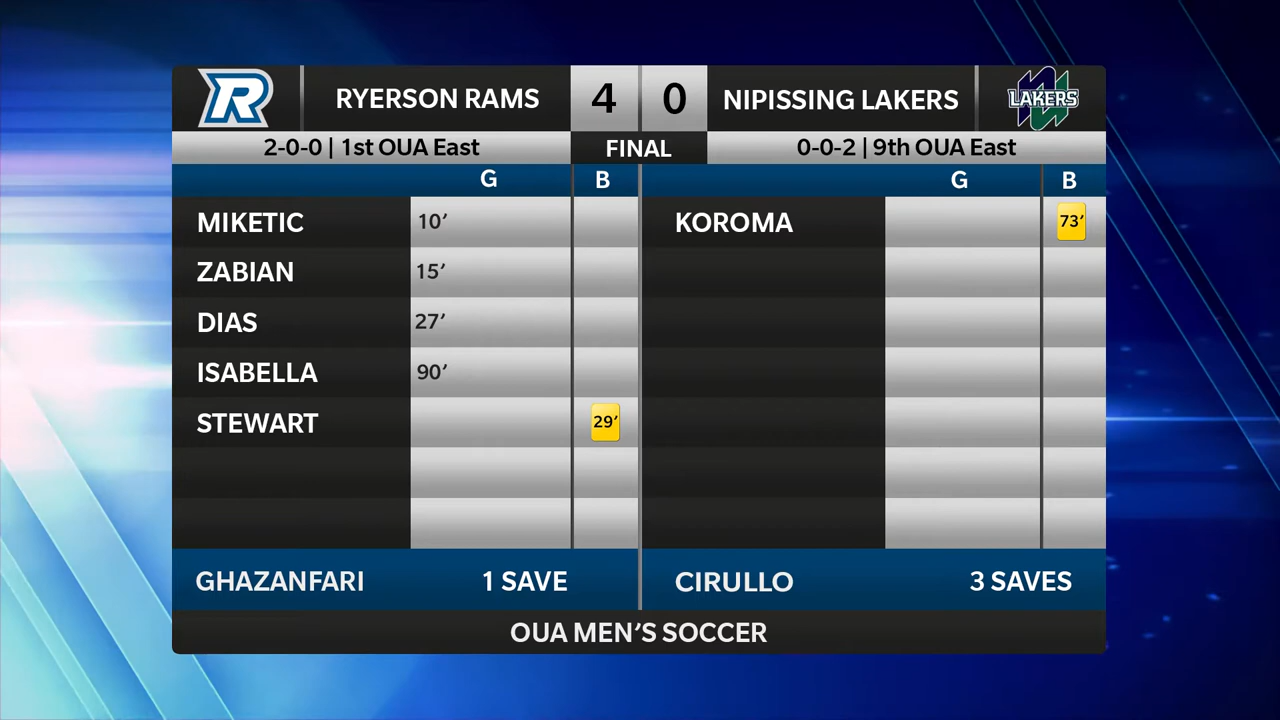 R
RYERSON RAMS
4
0
NIPISSING LAKERS
LAKERS
2-0-0 | 1st OUA East
FINAL
0-0-2 | 9th OUA East
G
B
G
B
MIKETIC 10′
KOROMA 73′
ZABIAN 15′
DIAS 27′
ISABELLA 90′
STEWART 29′
GHAZANFARI 1 SAVE
CIRULLO 3 SAVES
OUA MEN’S SOCCER